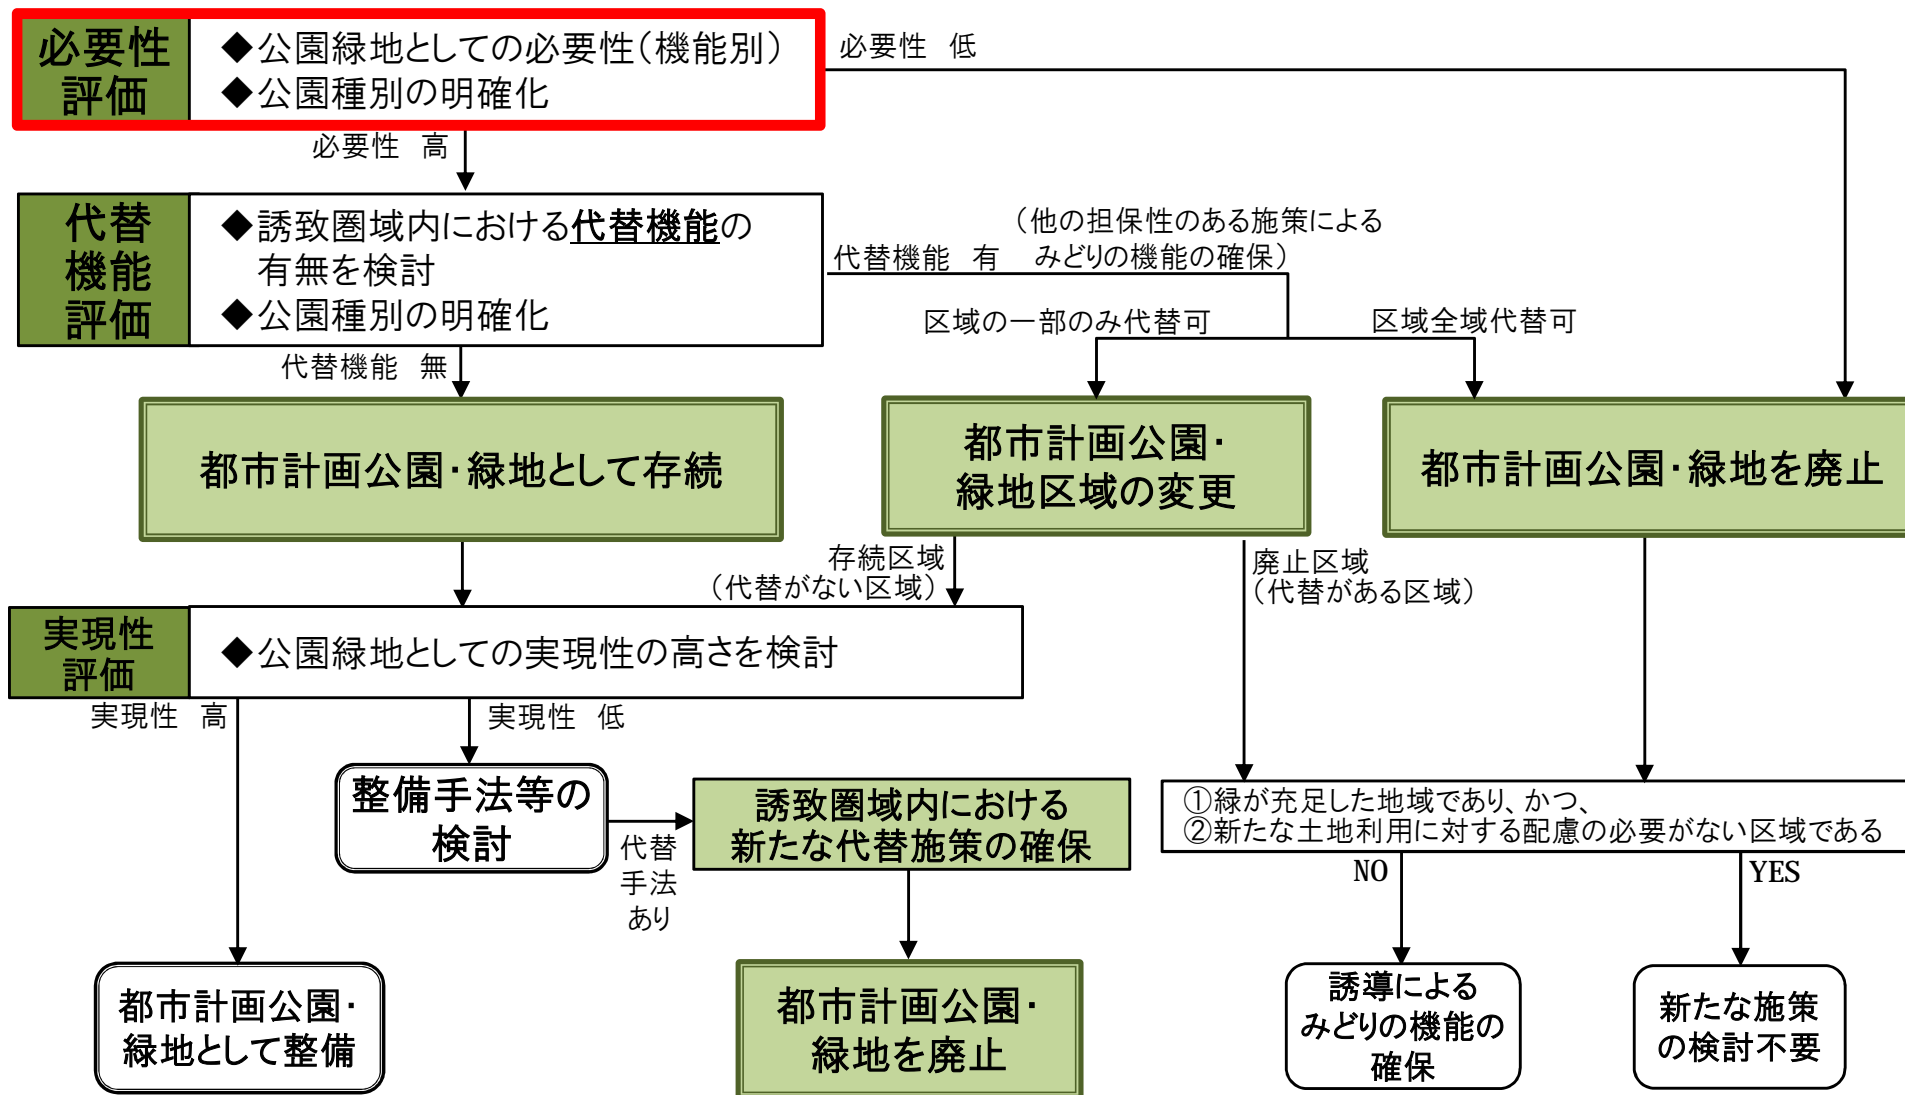 必要性
評価
◆公園緑地としての必要性（機能別）
◆公園種別の明確化
必要性　低
必要性　高
代替
機能
評価
◆誘致圏域内における代替機能の
有無を検討
◆公園種別の明確化
（他の担保性のある施策による
代替機能　有　みどりの機能の確保）
区域の一部のみ代替可
区域全域代替可
代替機能　無
都市計画公園・緑地として存続
都市計画公園・
緑地区域の変更
都市計画公園・緑地を廃止
存続区域
（代替がない区域）
廃止区域
（代替がある区域）
実現性
評価
◆公園緑地としての実現性の高さを検討
実現性　高
実現性　低
整備手法等の
検討
代替
手法
あり
誘致圏域内における
新たな代替施策の確保
①緑が充足した地域であり、かつ、
②新たな土地利用に対する配慮の必要がない区域である
NO
YES
都市計画公園・
緑地として整備
都市計画公園・
緑地を廃止
誘導による
みどりの機能の
確保
新たな施策
の検討不要